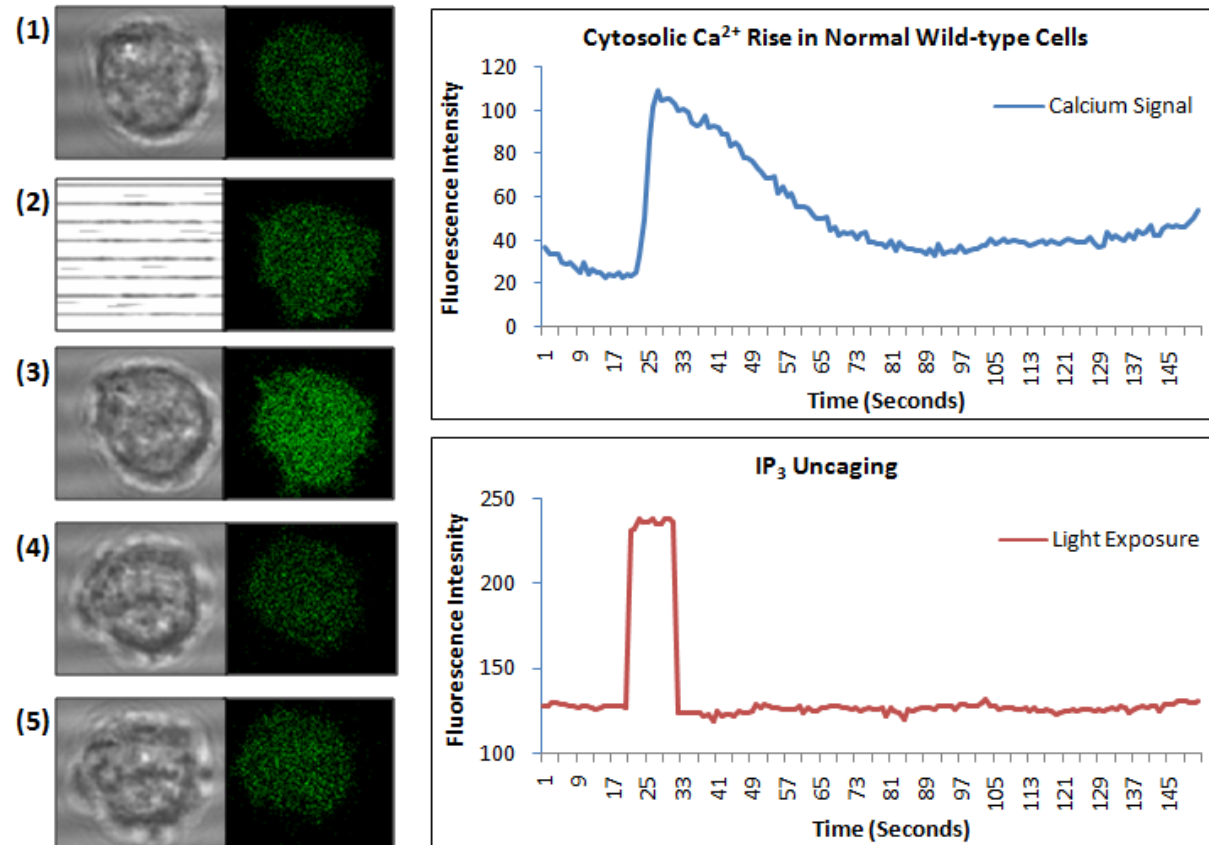 (1)
(2)
(3)
(4)
(5)
Cytosolic Ca²⁺ Rise in Normal Wild-type Cells
Fluorescence Intensity
120
100
80
60
40
20
0
Calcium Signal
1 9 17 25 33 41 49 57 65 73 81 89 97 105 113 121 129 137 145
Time (Seconds)
IP₃ Uncaging
Fluorescence Intesnity
250
200
150
100
Light Exposure
1 9 17 25 33 41 49 57 65 73 81 89 97 105 113 121 129 137 145
Time (Seconds)